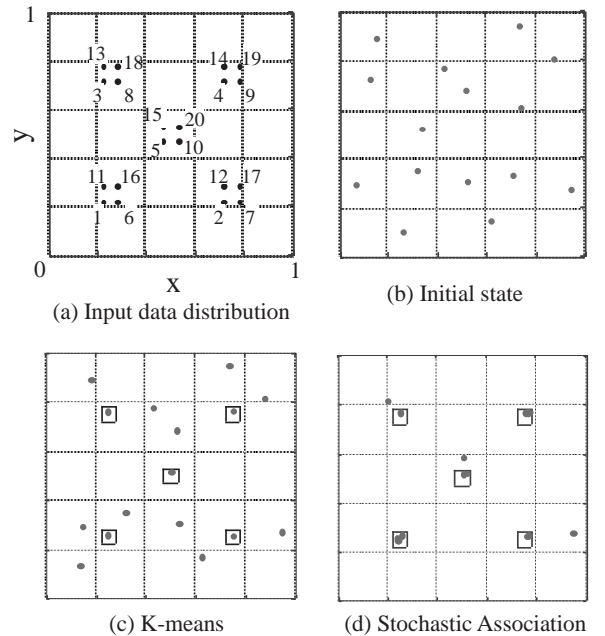 1
13 18 14 19
3 8 4 9
15 20
y
5 10
11 16 12 17
1 6 2 7
0 x 1
(a) Input data distribution
(b) Initial state
(c) K-means
(d) Stochastic Association